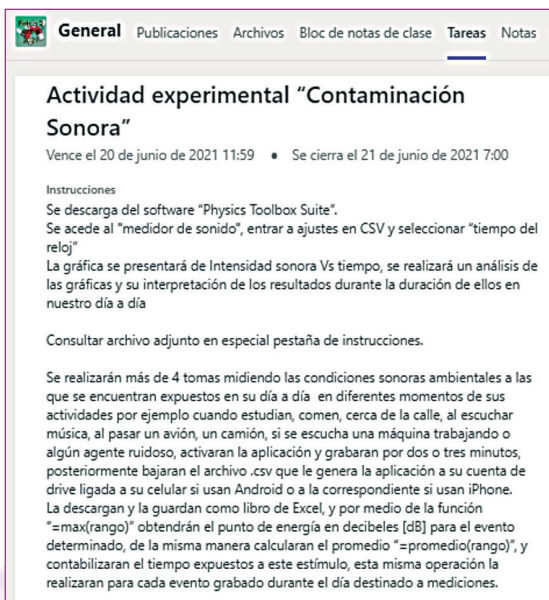 General Publicaciones Archivos Bloc de notas de clase Tareas Notas
Actividad experimental “Contaminación
Sonora”
Vence el 20 de junio de 2021 11:59 • Se cierra el 21 de junio de 2021 7:00
Instrucciones
Se descarga del software “Physics Toolbox Suite”.
Se acede al "medidor de sonido", entrar a ajustes en CSV y seleccionar “tiempo del
reloj”
La gráfica se presentará de Intensidad sonora Vs tiempo, se realizará un análisis de
las gráficas y su interpretación de los resultados durante la duración de ellos en
nuestro día a día
Consultar archivo adjunto en especial pestaña de instrucciones.
Se realizarán más de 4 tomas midiendo las condiciones sonoras ambientales a las
que se encuentran expuestos en su día a día en diferentes momentos de sus
actividades por ejemplo cuando estudian, comen, cerca de la calle, al escuchar
música, al pasar un avión, un camión, si se escucha una máquina trabajando o
algún agente ruidoso, activaran la aplicación y grabaran por dos o tres minutos,
posteriormente bajaran el archivo .csv que le genera la aplicación a su cuenta de
drive ligada a su celular si usan Android o a la correspondiente si usan iPhone.
La descargan y la guardan como libro de Excel, y por medio de la función
“=max(rango)” obtendrán el punto de energía en decibeles [dB] para el evento
determinado, de la misma manera calcularan el promedio “=promedio(rango)”, y
contabilizaran el tiempo expuestos a este estímulo, esta misma operación la
realizaran para cada evento grabado durante el día destinado a mediciones.